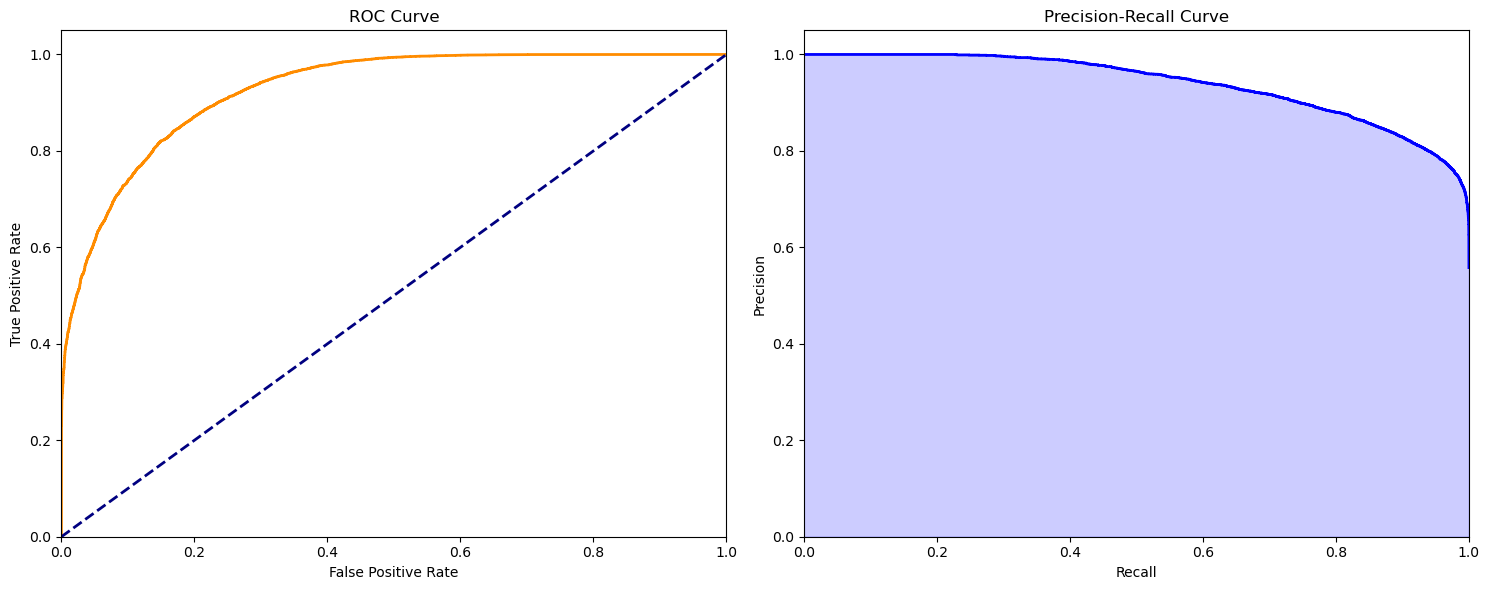 ROC Curve
1.0
0.8
0.6
0.4
0.2
0.0
True Positive Rate
0.0 0.2 0.4 0.6 0.8 1.0
False Positive Rate
Precision-Recall Curve
1.0
0.8
0.6
0.4
0.2
0.0
Precision
0.0 0.2 0.4 0.6 0.8 1.0
Recall